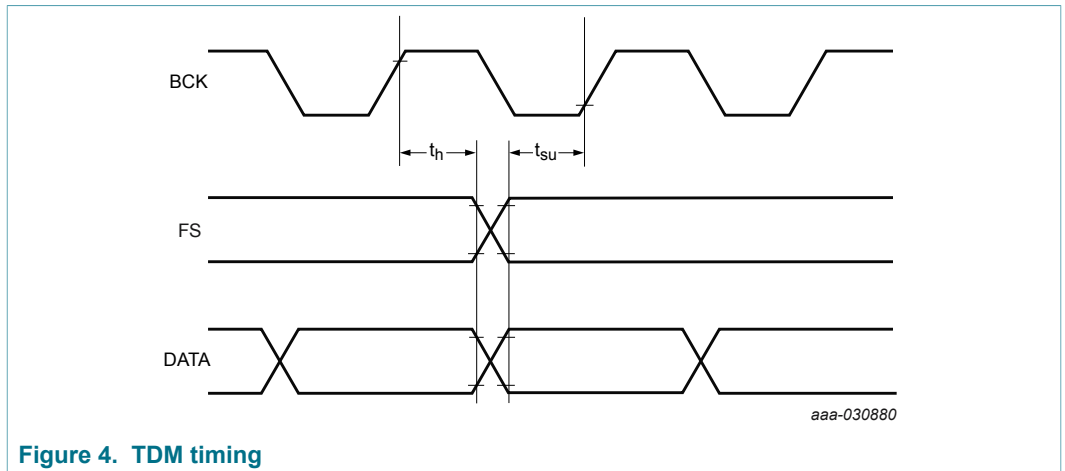 BCK
th
tsu
FS
DATA
aaa-030880
Figure 4. TDM timing